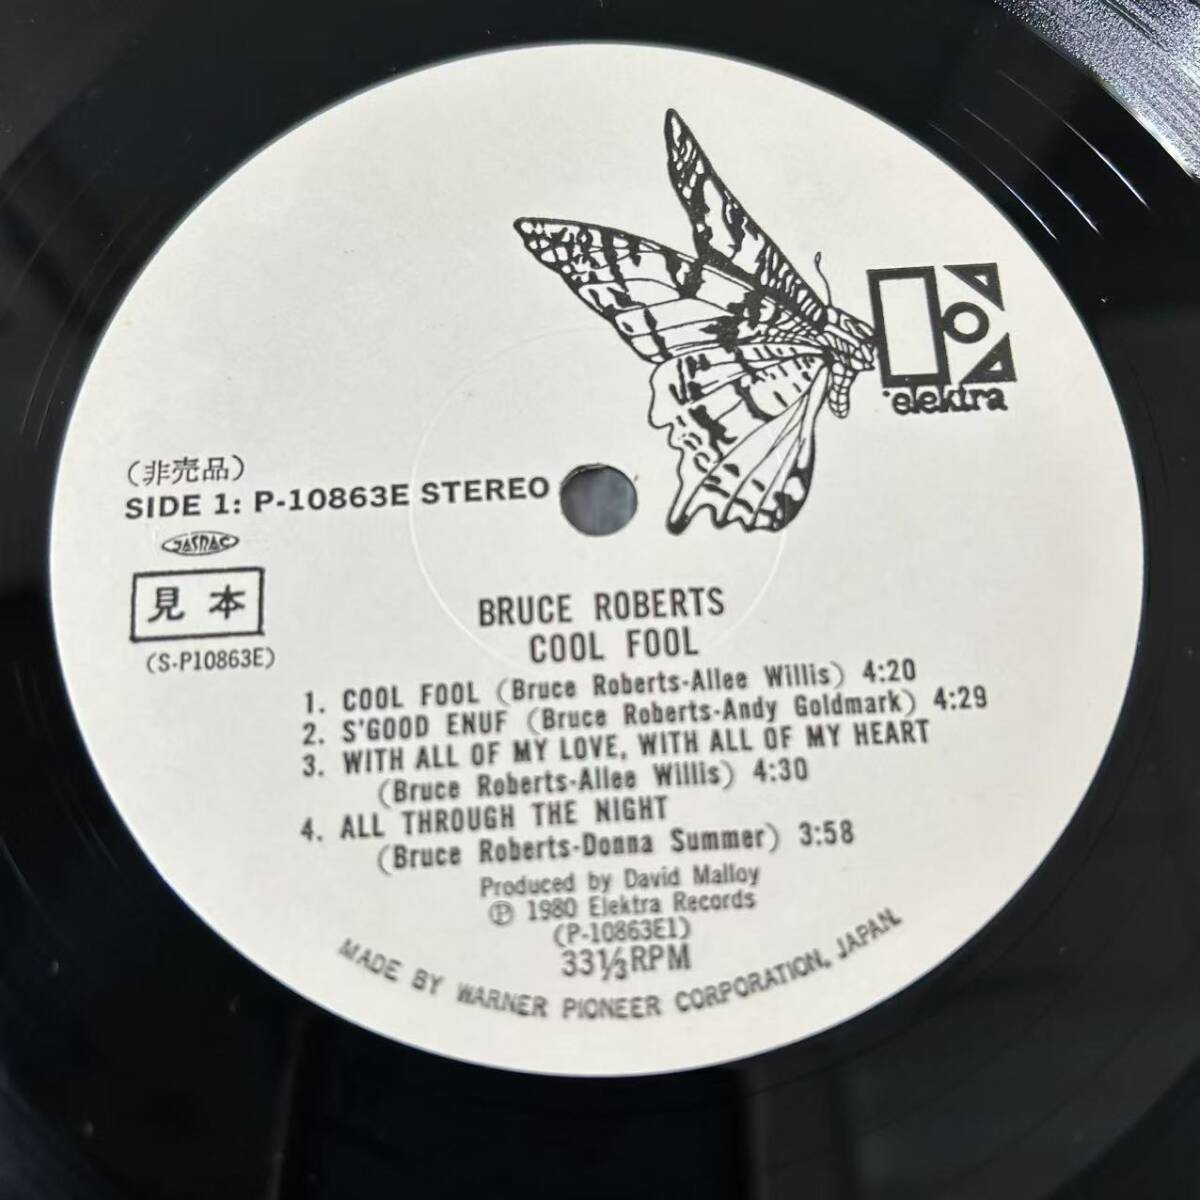 elektra
(非売品)
SIDE 1: P-10863E STEREO
JASRAC
見本
(S-P10863E)
BRUCE ROBERTS
COOL FOOL
1. COOL FOOL (Bruce Roberts-Allee Willis) 4:20
2. S'GOOD ENUF (Bruce Roberts-Andy Goldmark) 4:29
3. WITH ALL OF MY LOVE, WITH ALL OF MY HEART
(Bruce Roberts-Allee Willis) 4:30
4. ALL THROUGH THE NIGHT
(Bruce Roberts-Donna Summer) 3:58
Produced by David Malloy
Ⓟ 1980 Elektra Records
(P-10863E1)
33⅓RPM
MADE BY WARNER PIONEER CORPORATION, JAPAN.